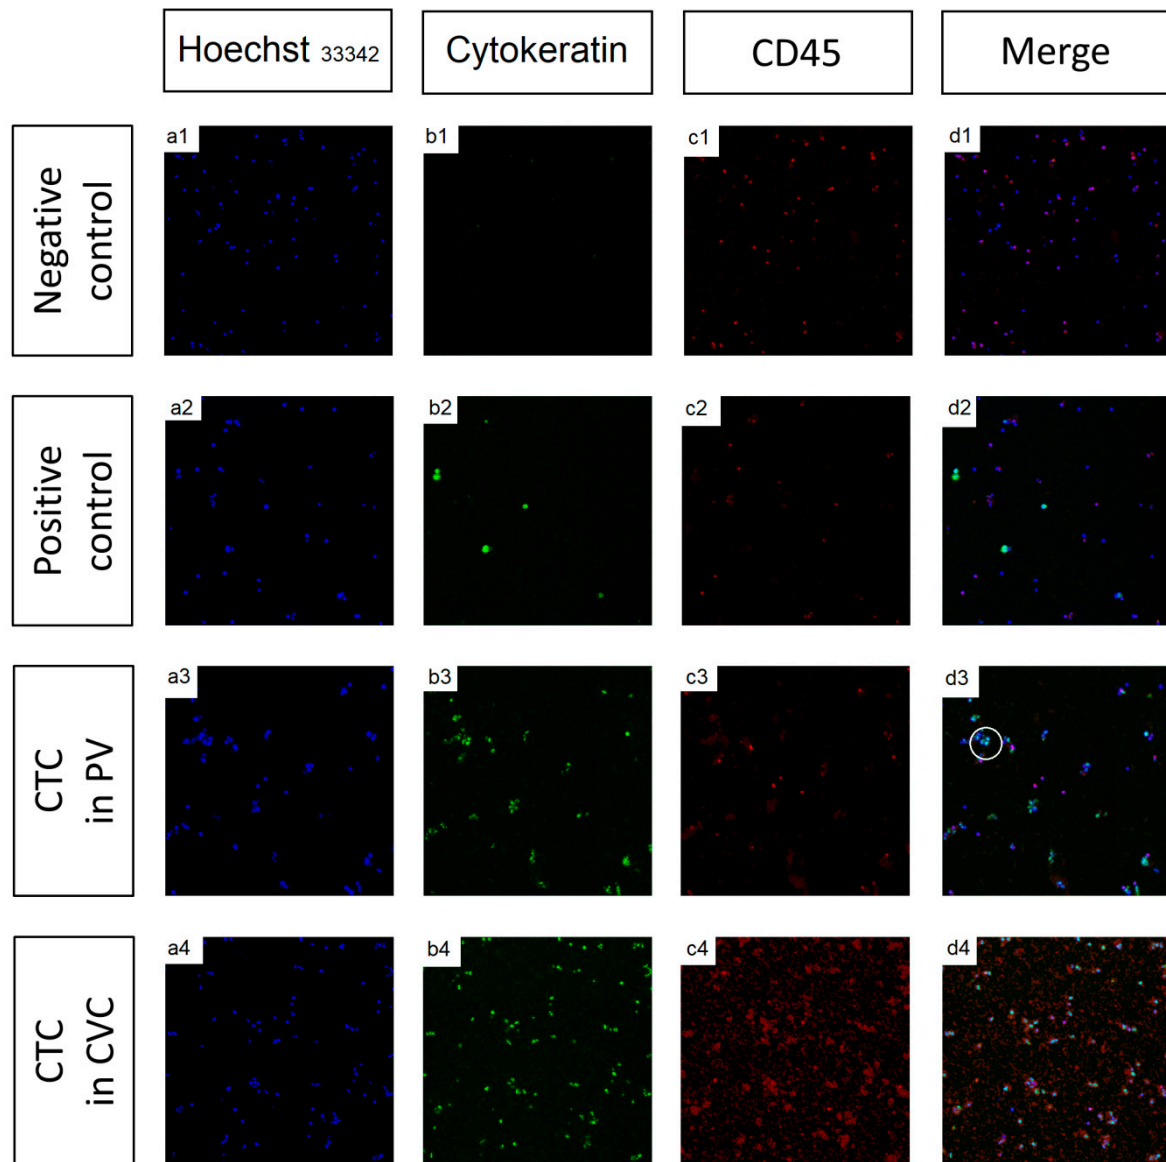 Hoechst 33342
Cytokeratin
CD45
Merge
Negative
control
a1
b1
c1
d1
Positive
control
a2
b2
c2
d2
CTC
in PV
a3
b3
c3
d3
CTC
in CVC
a4
b4
c4
d4